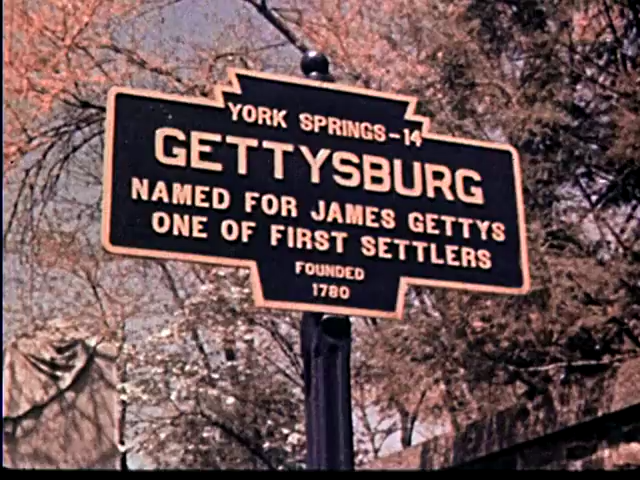 YORK SPRINGS-14
GETTYSBURG
NAMED FOR JAMES GETTYS
ONE OF FIRST SETTLERS
FOUNDED
1780